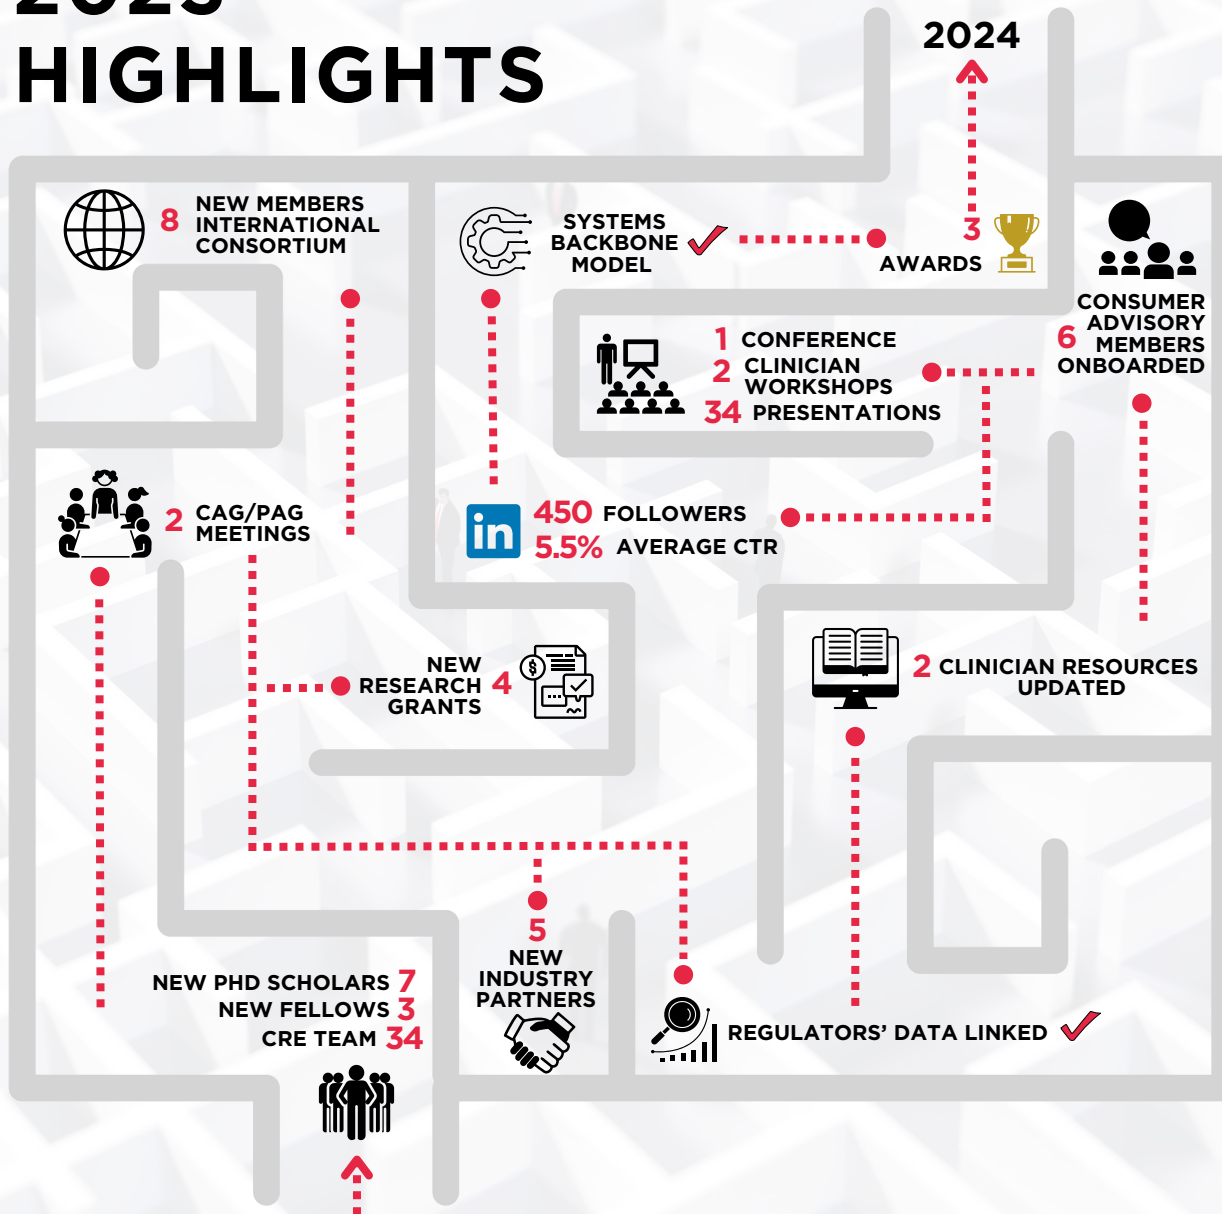 2023
HIGHLIGHTS
2024
8 NEW MEMBERS
INTERNATIONAL
CONSORTIUM
SYSTEMS
BACKBONE
MODEL
3
AWARDS
1 CONFERENCE
2 CLINICIAN
WORKSHOPS
34 PRESENTATIONS
CONSUMER
ADVISORY
6 MEMBERS
ONBOARDED
2 CAG/PAG
MEETINGS
in
450 FOLLOWERS
5.5% AVERAGE CTR
NEW
RESEARCH 4
GRANTS
$
2 CLINICIAN RESOURCES
UPDATED
5
NEW
INDUSTRY
PARTNERS
NEW PHD SCHOLARS 7
NEW FELLOWS 3
CRE TEAM 34
REGULATORS’ DATA LINKED